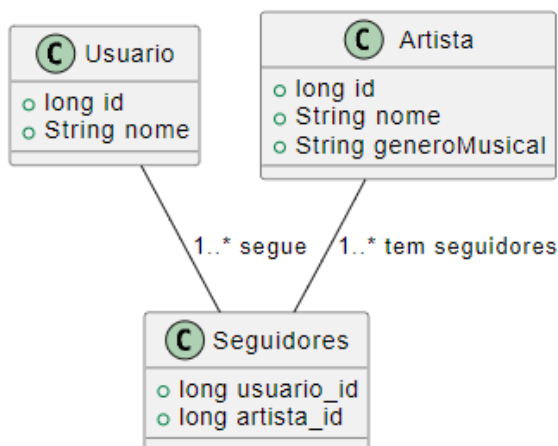 C Usuario
long id
String nome
C Artista
long id
String nome
String generoMusical
1..* segue
1..* tem seguidores
C Seguidores
long usuario_id
long artista_id